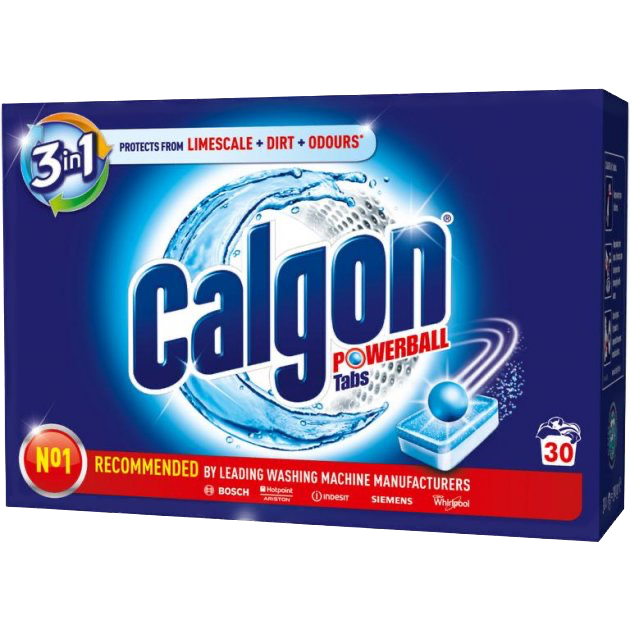 3in1
PROTECTS FROM LIMESCALE + DIRT + ODOURS*
Calgon®
POWERBALL
Tabs
30
Nº1
RECOMMENDED BY LEADING WASHING MACHINE MANUFACTURERS
BOSCH Hotpoint ARISTON INDESIT SIEMENS Whirlpool